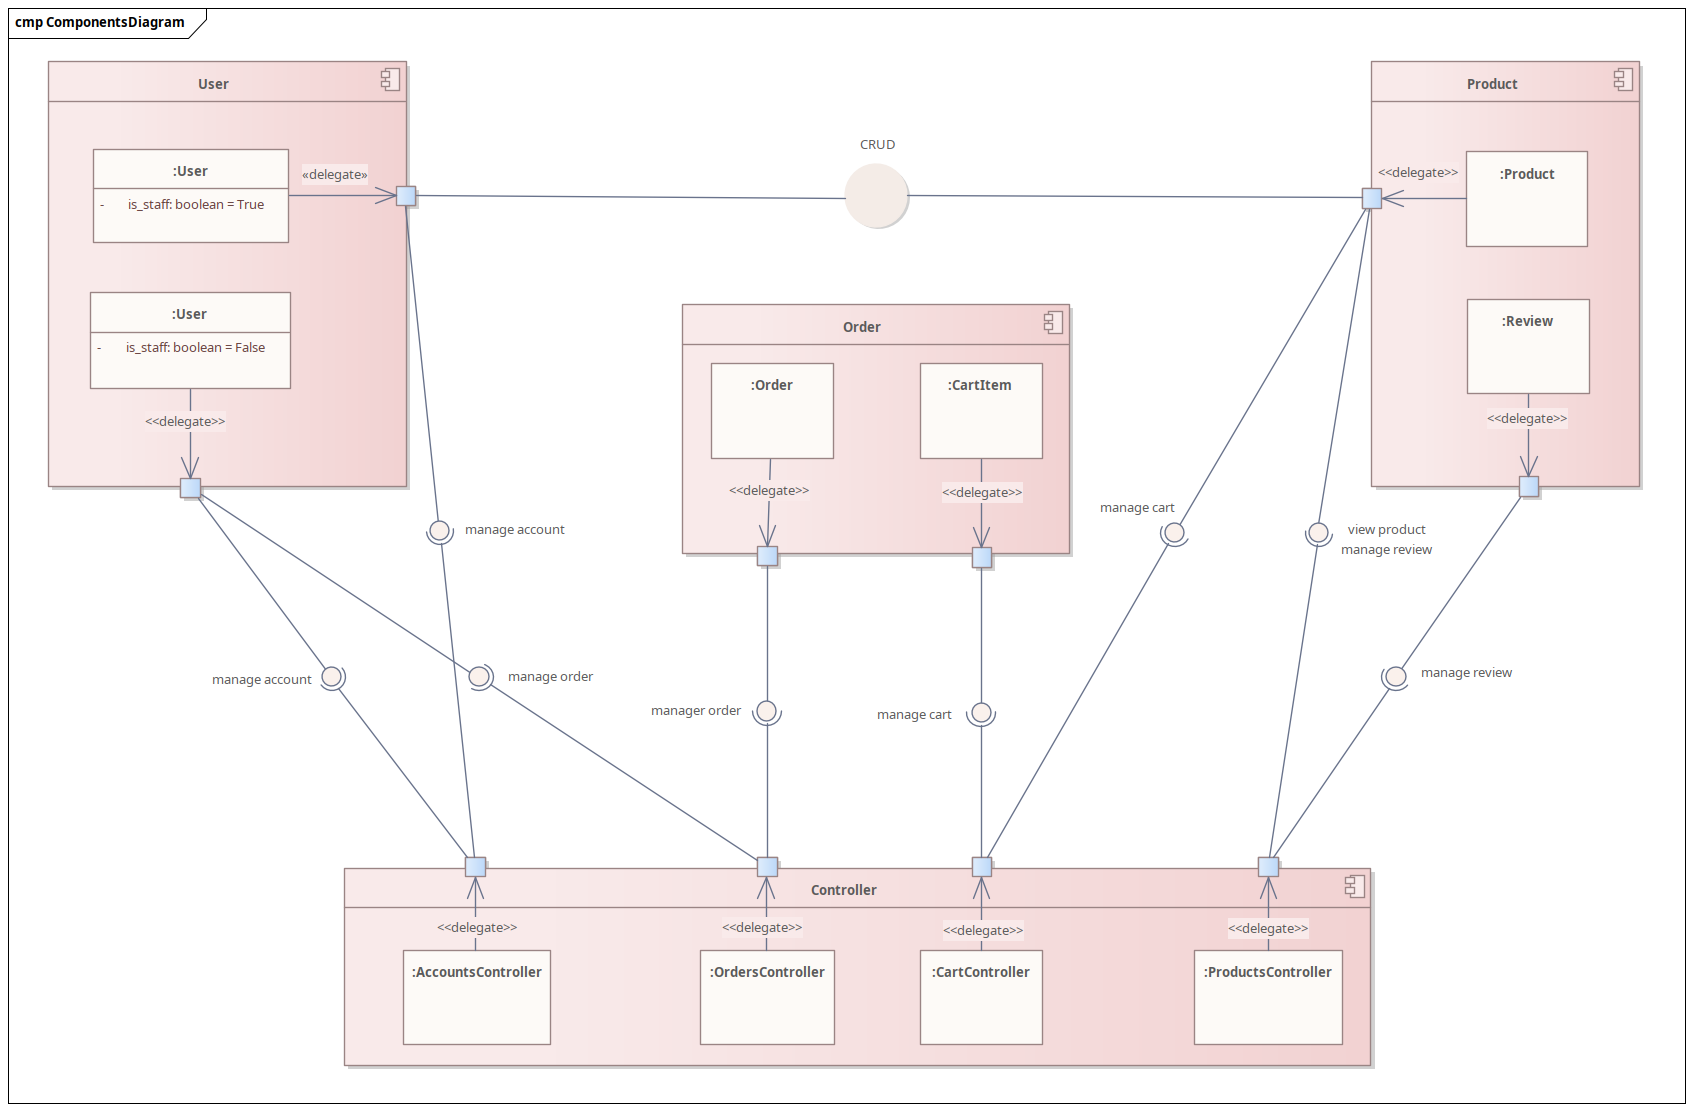 cmp ComponentsDiagram
User
:User
- is_staff: boolean = True
«delegate»
:User
- is_staff: boolean = False
<<delegate>>
CRUD
Product
<<delegate>>
:Product
:Review
<<delegate>>
Order
:Order
:CartItem
<<delegate>>
<<delegate>>
manage account
manage cart
view product
manage review
manage account
manage order
manager order
manage cart
manage review
Controller
<<delegate>>
<<delegate>>
<<delegate>>
<<delegate>>
:AccountsController
:OrdersController
:CartController
:ProductsController